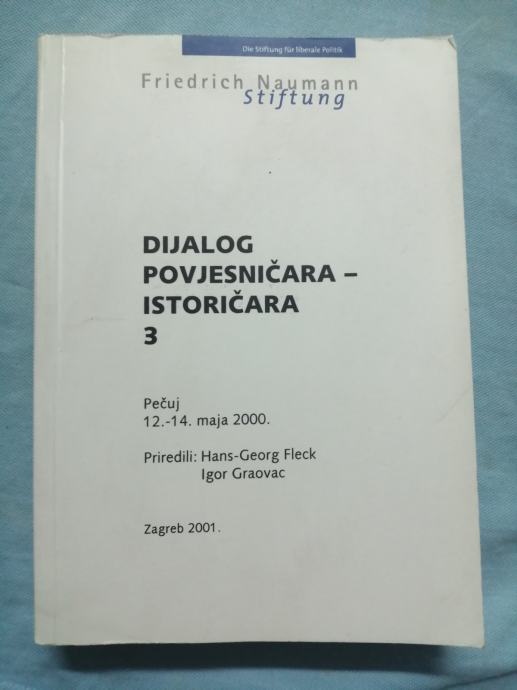 Die Stiftung für liberale Politik
Friedrich Naumann
Stiftung
DIJALOG
POVJESNIČARA –
ISTORIČARA
3
Pečuj
12.-14. maja 2000.
Priredili: Hans-Georg Fleck
Igor Graovac
Zagreb 2001.